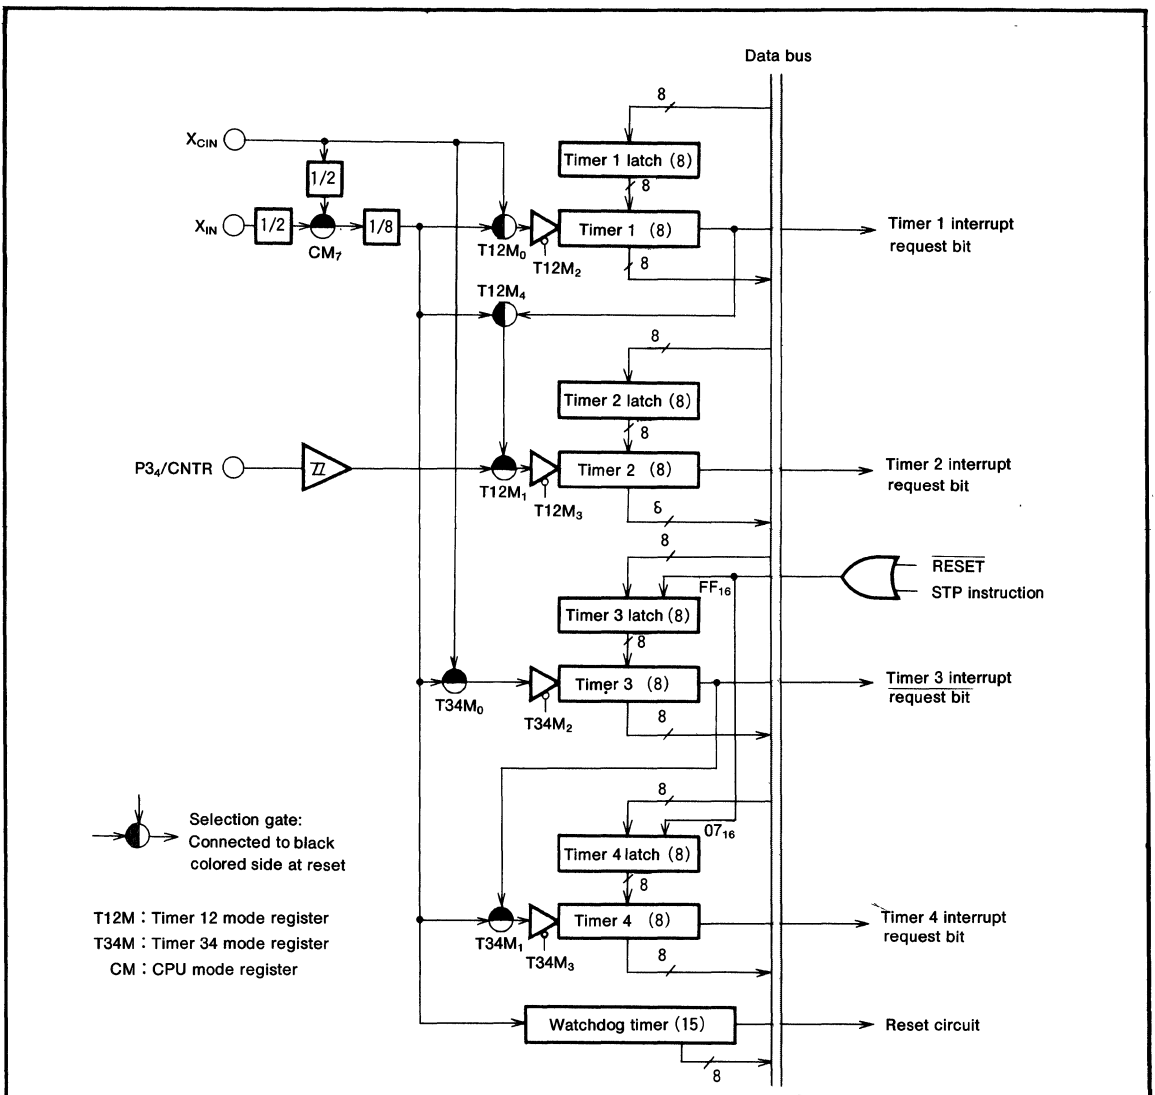 Data bus
8
X_CIN
Timer 1 latch (8)
1/2
8
X_IN
1/2
1/8
Timer 1 (8)
Timer 1 interrupt
request bit
CM₇
T12M₀
T12M₂
8
T12M₄
8
Timer 2 latch (8)
8
P3₄/CNTR
Timer 2 (8)
Timer 2 interrupt
request bit
T12M₁
T12M₃
8
8
RESET
FF₁₆
STP instruction
Timer 3 latch (8)
8
Timer 3 (8)
Timer 3 interrupt
request bit
T34M₀
T34M₂
8
8
07₁₆
Selection gate:
Connected to black
colored side at reset
Timer 4 latch (8)
8
T12M : Timer 12 mode register
T34M : Timer 34 mode register
CM : CPU mode register
Timer 4 (8)
Timer 4 interrupt
request bit
T34M₁
T34M₃
8
Watchdog timer (15)
Reset circuit
8